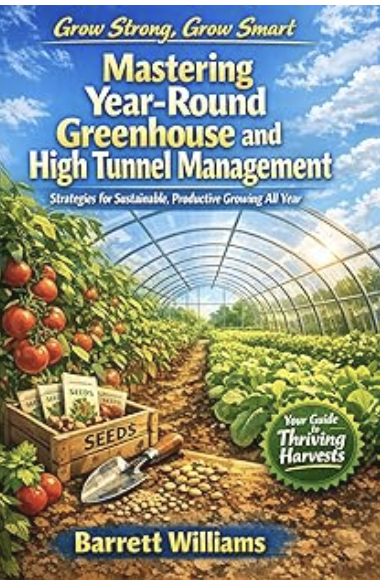 Grow Strong, Grow Smart
Mastering
Year-Round
Greenhouse and
High Tunnel Management
Strategies for Sustainable, Productive Growing All Year
SEEDS
SEEDS
Your Guide
to
Thriving
Harvests
Barrett Williams